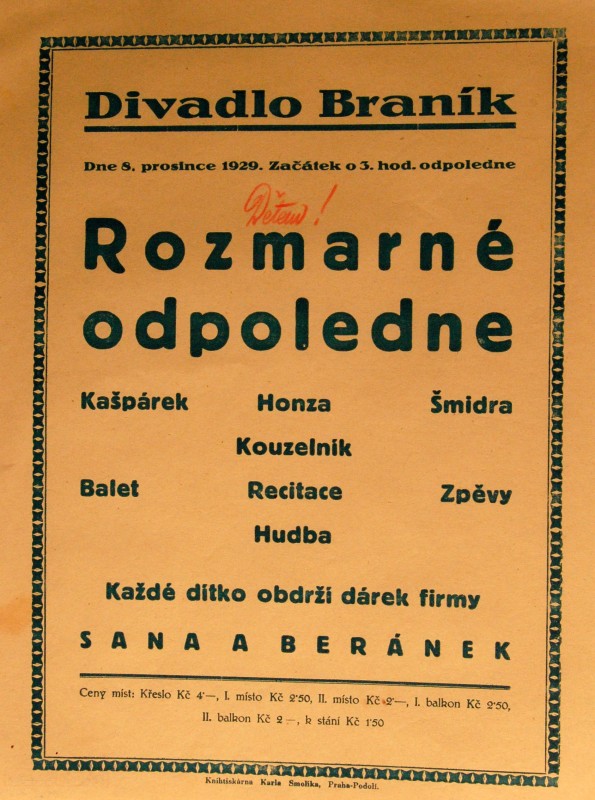 Divadlo Braník
Dne 8. prosince 1929. Začátek o 3. hod. odpoledne
Dětem!
Rozmarné
odpoledne
Kašpárek Honza Šmidra
Kouzelník
Balet Recitace Zpěvy
Hudba
Každé dítko obdrží dárek firmy
SANA A BERÁNEK
Ceny míst: Křeslo Kč 4·—, I. místo Kč 2·50, II. místo Kč 2·—, I. balkon Kč 2·50,
II. balkon Kč 2—, k stání Kč 1·50
Knihtiskárna Karla Smolíka, Praha-Podolí.